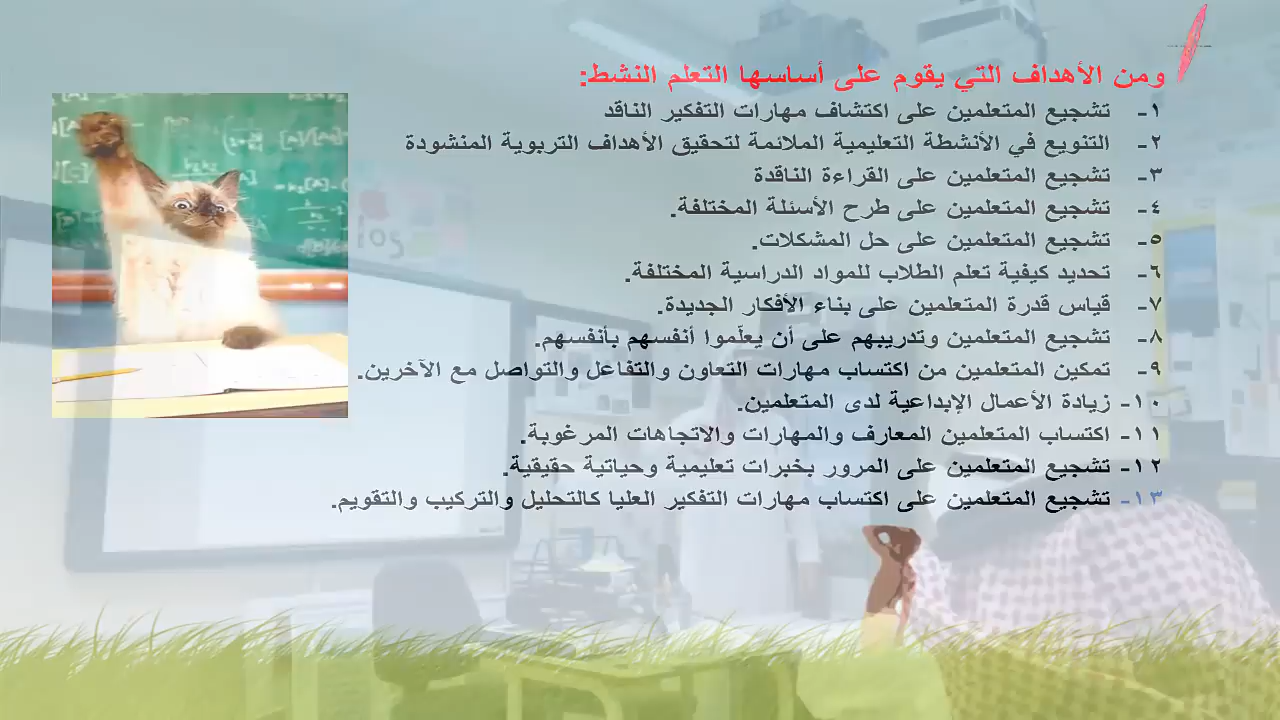 ومن الأهداف التي يقوم على أساسها التعلم النشط:
١- تشجيع المتعلمين على اكتشاف مهارات التفكير الناقد
٢- التنويع في الأنشطة التعليمية الملائمة لتحقيق الأهداف التربوية المنشودة
٣- تشجيع المتعلمين على القراءة الناقدة
٤- تشجيع المتعلمين على طرح الأسئلة المختلفة.
٥- تشجيع المتعلمين على حل المشكلات.
٦- تحديد كيفية تعلم الطلاب للمواد الدراسية المختلفة.
٧- قياس قدرة المتعلمين على بناء الأفكار الجديدة.
٨- تشجيع المتعلمين وتدريبهم على أن يعلّموا أنفسهم بأنفسهم.
٩- تمكين المتعلمين من اكتساب مهارات التعاون والتفاعل والتواصل مع الآخرين.
١٠- زيادة الأعمال الإبداعية لدى المتعلمين.
١١- اكتساب المتعلمين المعارف والمهارات والاتجاهات المرغوبة.
١٢- تشجيع المتعلمين على المرور بخبرات تعليمية وحياتية حقيقية.
١٣- تشجيع المتعلمين على اكتساب مهارات التفكير العليا كالتحليل والتركيب والتقويم.